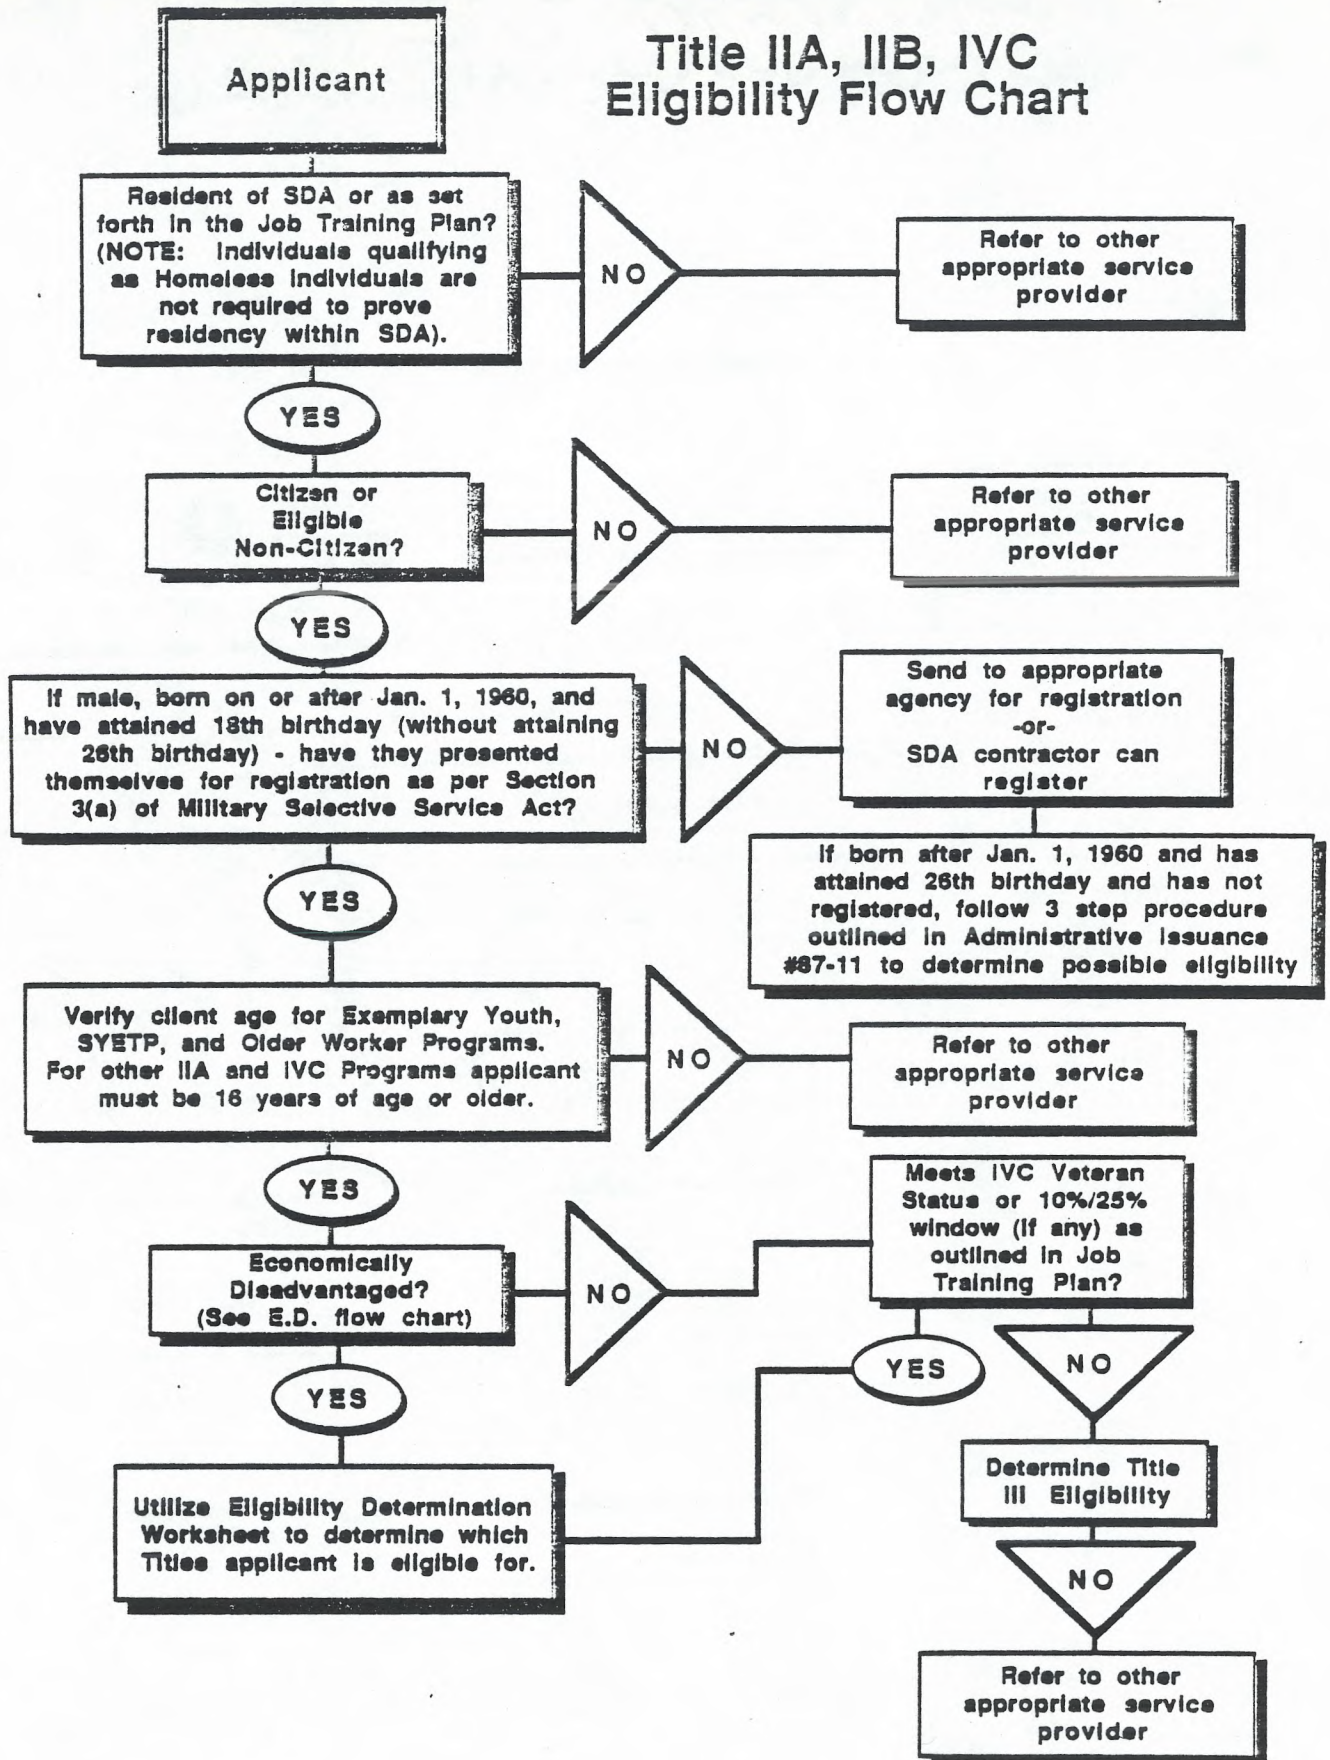 Title IIA, IIB, IVC
Eligibility Flow Chart
Applicant
Resident of SDA or as set
forth in the Job Training Plan?
(NOTE: Individuals qualifying
as Homeless individuals are
not required to prove
residency within SDA).
NO
Refer to other
appropriate service
provider
YES
Citizen or
Eligible
Non-Citizen?
NO
Refer to other
appropriate service
provider
YES
If male, born on or after Jan. 1, 1960, and
have attained 18th birthday (without attaining
26th birthday) - have they presented
themselves for registration as per Section
3(a) of Military Selective Service Act?
NO
Send to appropriate
agency for registration
-or-
SDA contractor can
register
If born after Jan. 1, 1960 and has
attained 26th birthday and has not
registered, follow 3 step procedure
outlined in Administrative Issuance
#87-11 to determine possible eligibility
YES
Verify client age for Exemplary Youth,
SYETP, and Older Worker Programs.
For other IIA and IVC Programs applicant
must be 16 years of age or older.
NO
Refer to other
appropriate service
provider
YES
Economically
Disadvantaged?
(See E.D. flow chart)
NO
Meets IVC Veteran
Status or 10%/25%
window (if any) as
outlined in Job
Training Plan?
YES
NO
YES
Utilize Eligibility Determination
Worksheet to determine which
Titles applicant is eligible for.
Determine Title
III Eligibility
NO
Refer to other
appropriate service
provider